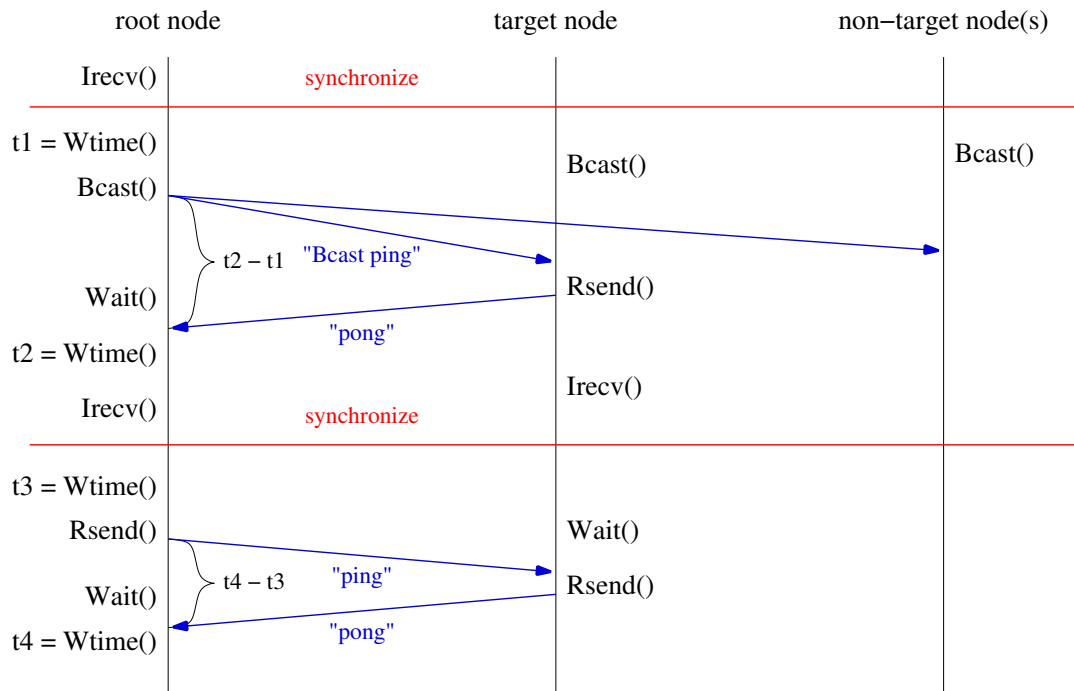 root node
target node
non−target node(s)
Irecv()
synchronize
t1 = Wtime()
Bcast()
Bcast()
Bcast()
"Bcast ping"
t2 − t1
Rsend()
Wait()
"pong"
t2 = Wtime()
Irecv()
Irecv()
synchronize
t3 = Wtime()
Rsend()
Wait()
"ping"
t4 − t3
Rsend()
Wait()
"pong"
t4 = Wtime()